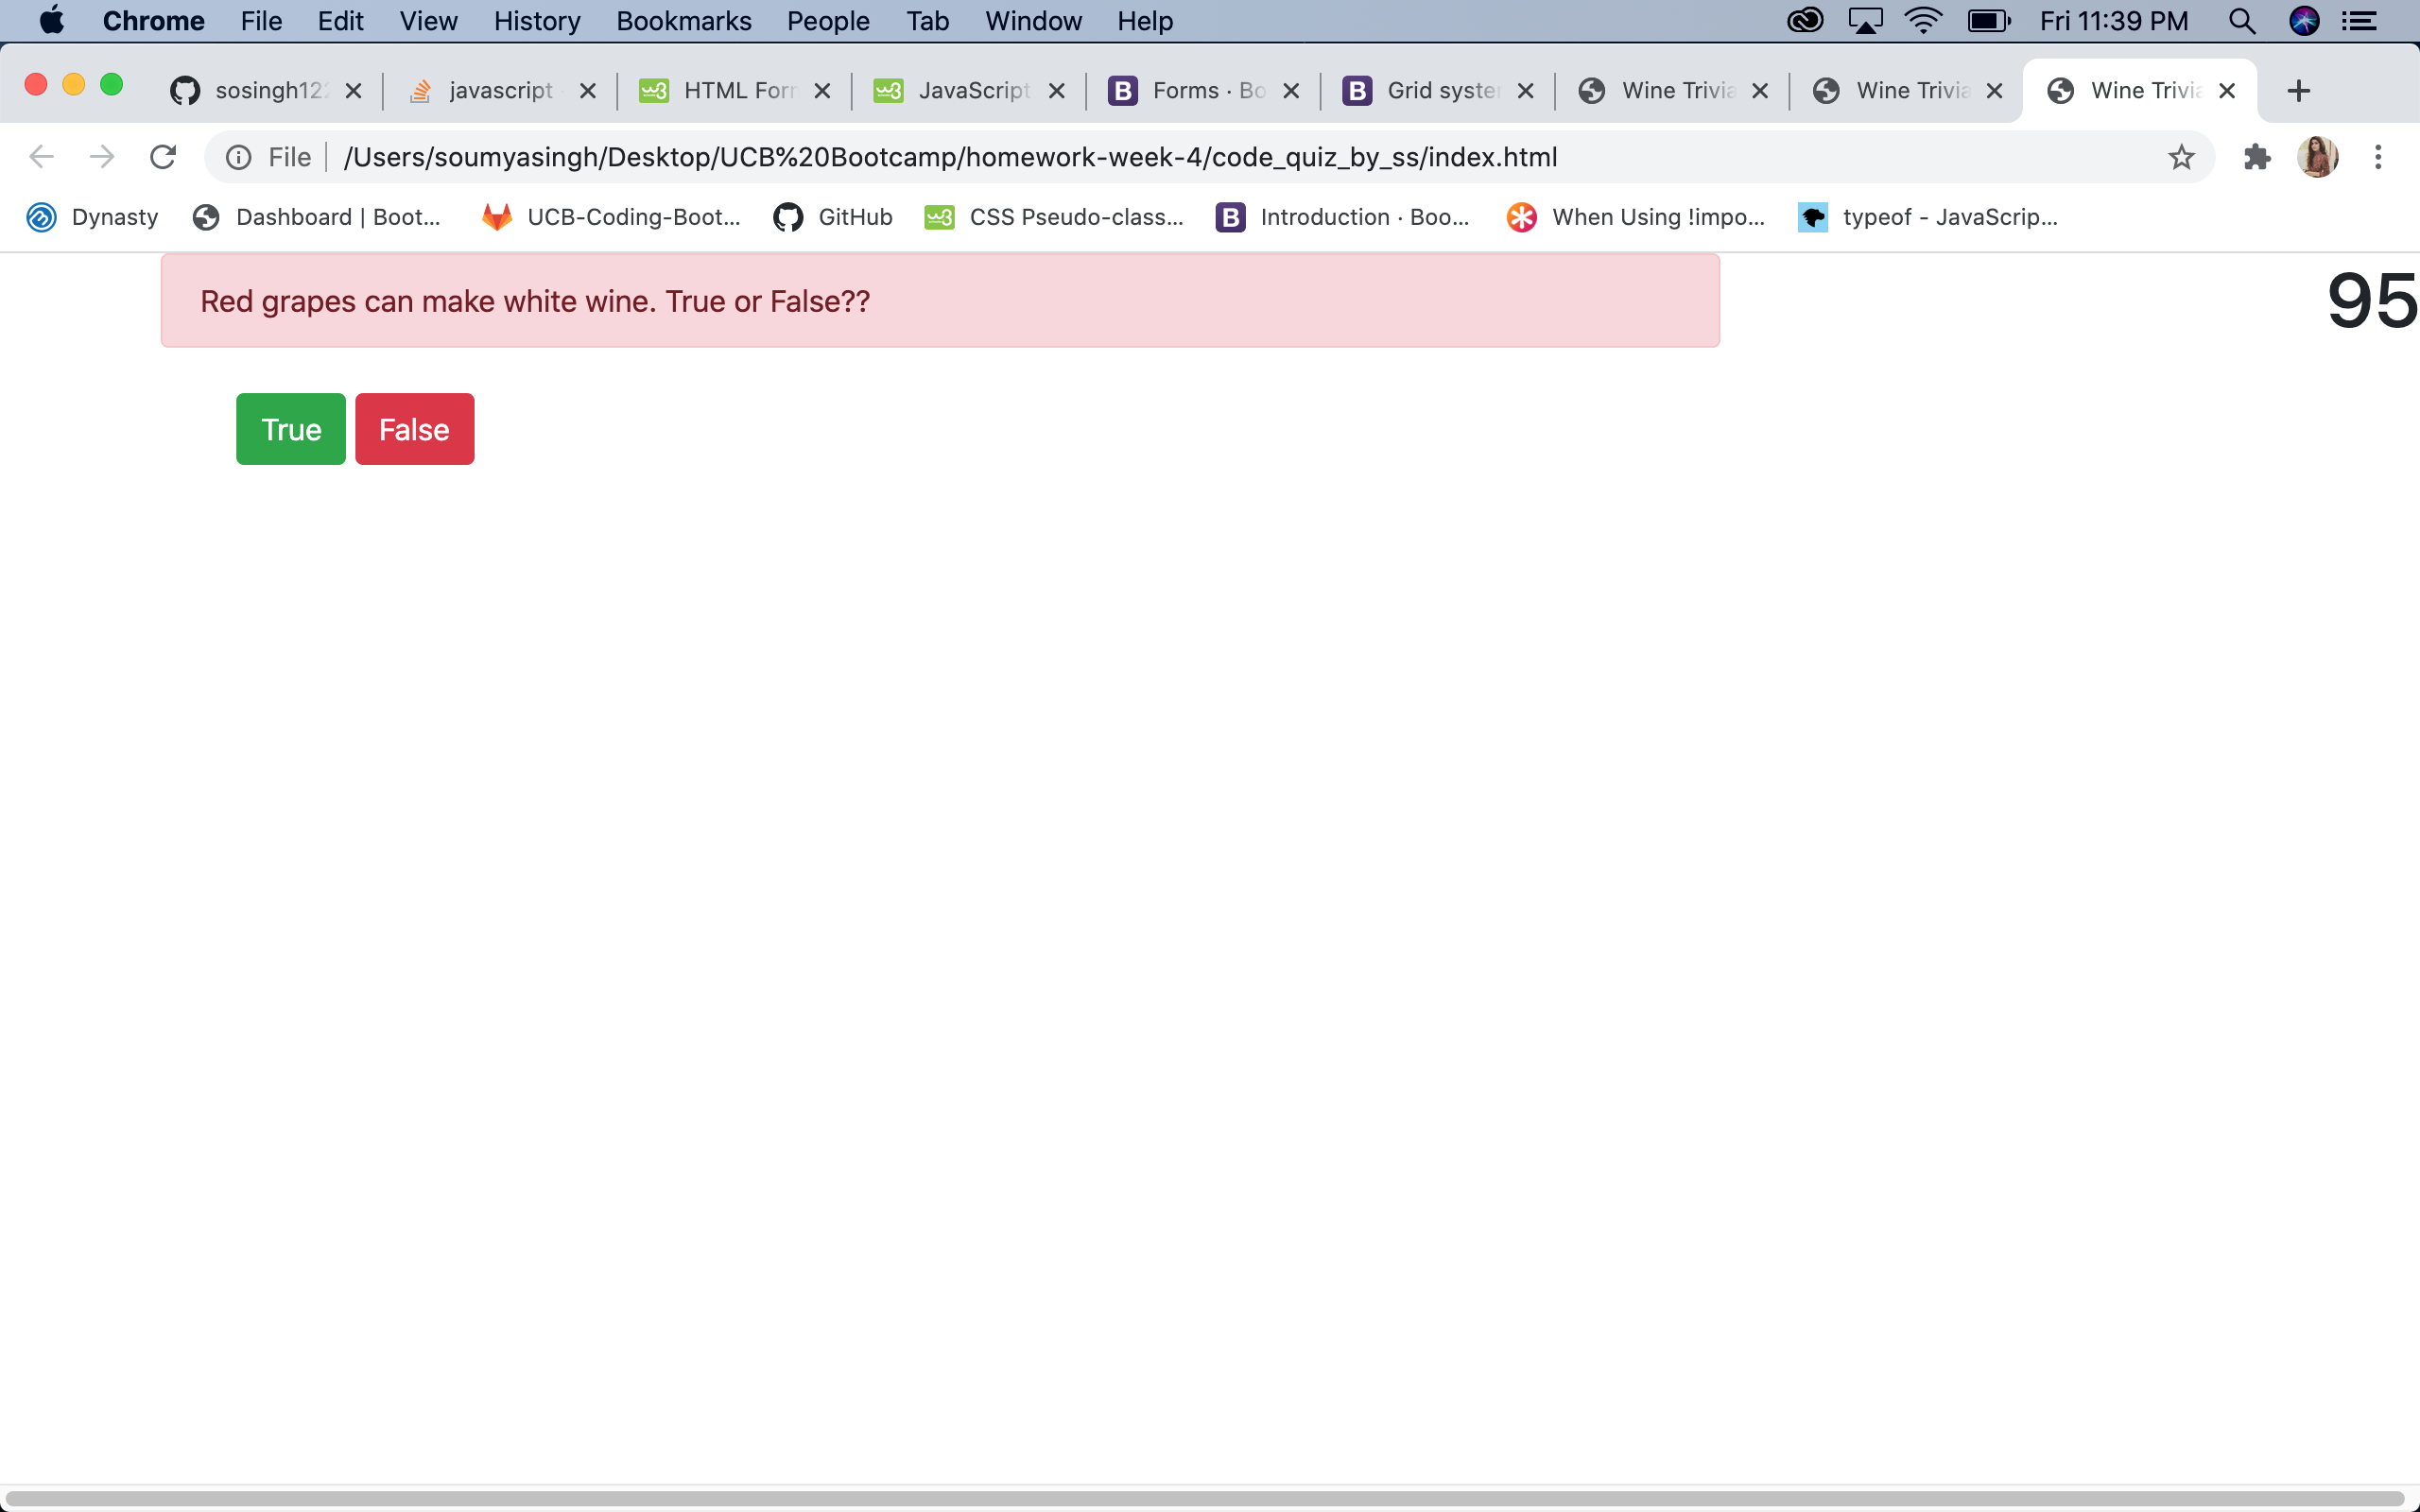 Chrome File Edit View History Bookmarks People Tab Window Help Fri 11:39 PM
sosingh122 javascript HTML Form JavaScript Forms · Bo Grid syster Wine Trivia Wine Trivia Wine Trivia
File /Users/soumyasingh/Desktop/UCB%20Bootcamp/homework-week-4/code_quiz_by_ss/index.html
Dynasty Dashboard | Boot... UCB-Coding-Boot... GitHub CSS Pseudo-class... Introduction · Boo... When Using !impo... typeof - JavaScrip...
Red grapes can make white wine. True or False??
95
True False